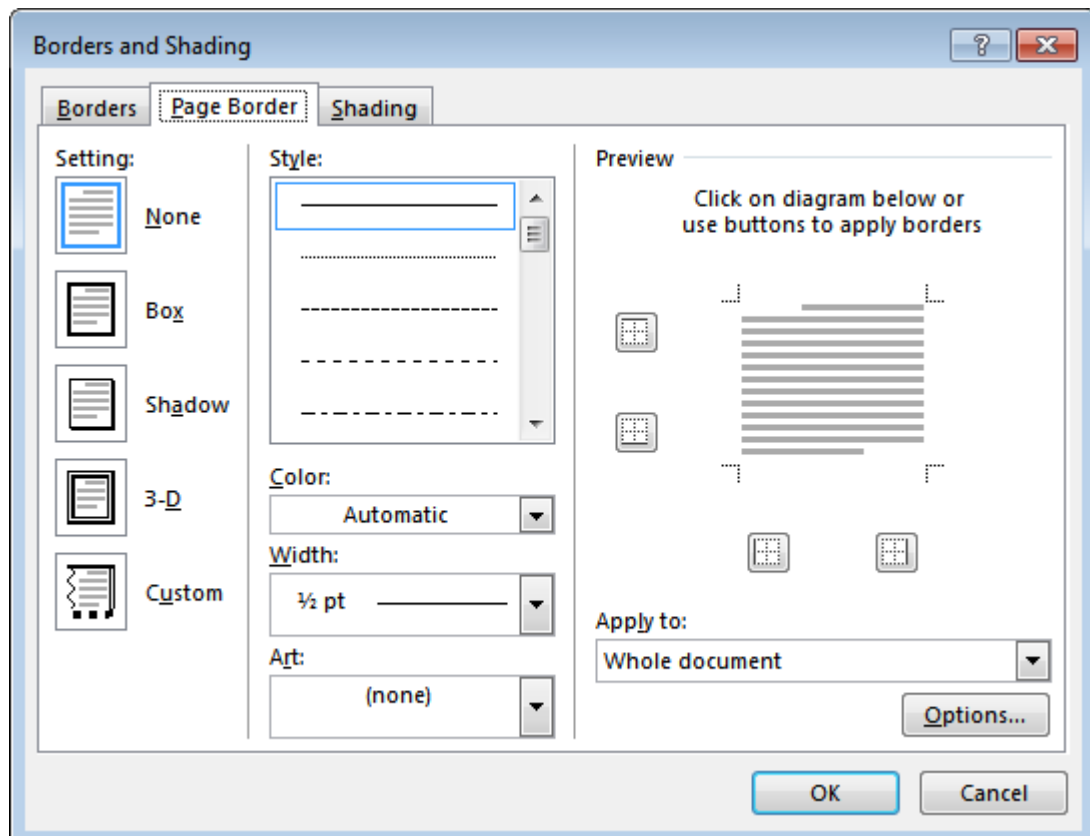 Borders and Shading
Borders
Page Border
Shading
Setting:
None
Box
Shadow
3-D
Custom
Style:
Color:
Automatic
Width:
½ pt
Art:
(none)
Preview
Click on diagram below or
use buttons to apply borders
Apply to:
Whole document
Options...
OK
Cancel